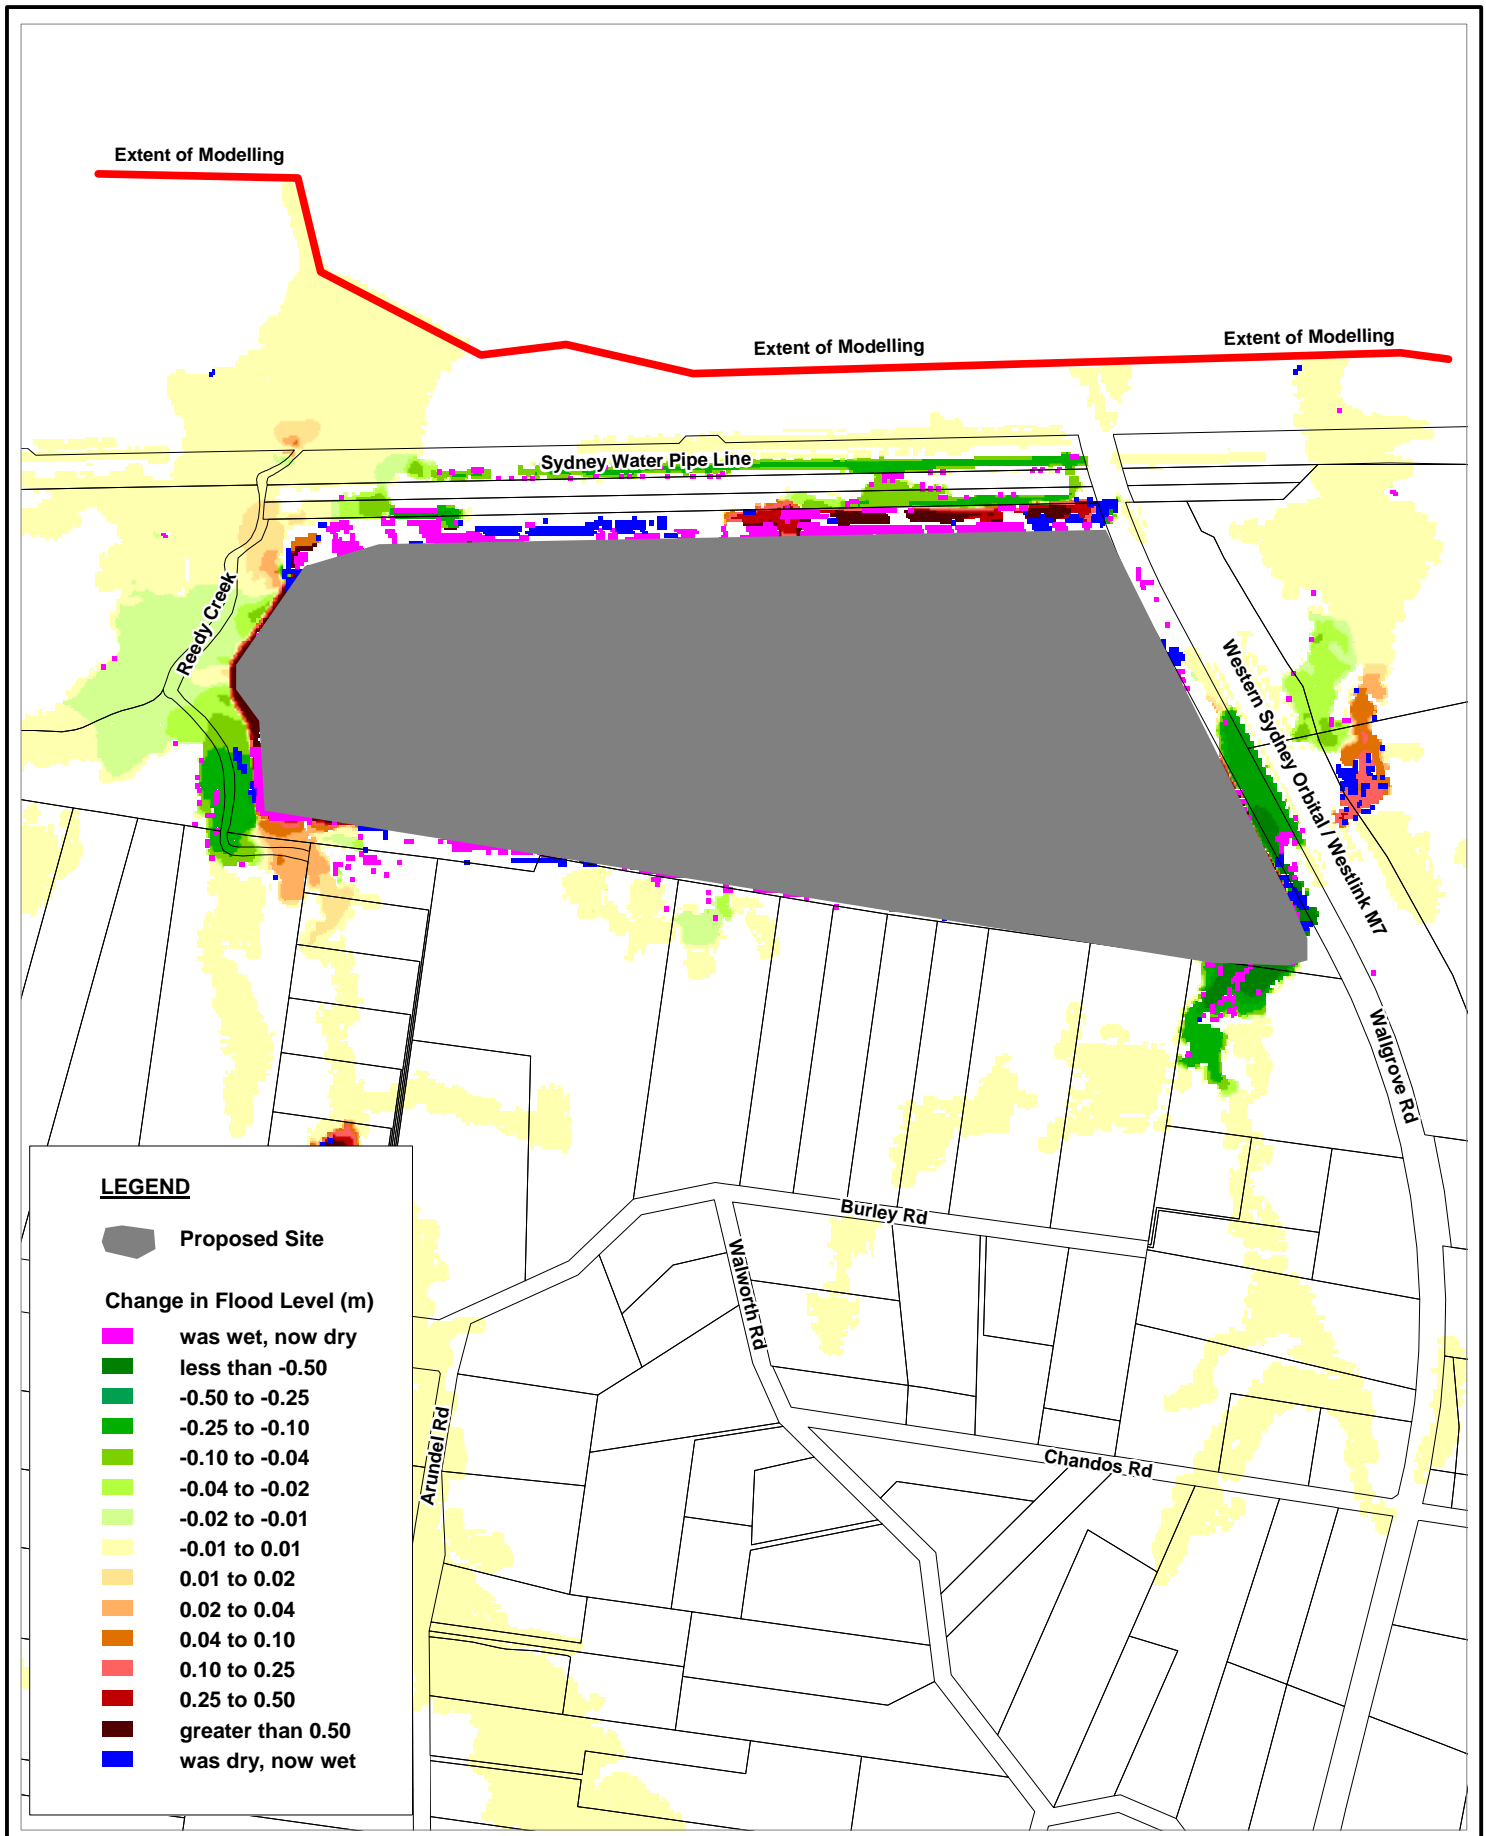 Extent of Modelling
Extent of Modelling
Extent of Modelling
Sydney Water Pipe Line
Reedy Creek
Western Sydney Orbital / Westlink M7
Wallgrove Rd
Burley Rd
Walworth Rd
Chandos Rd
Arundel Rd
LEGEND
Proposed Site
Change in Flood Level (m)
was wet, now dry
less than -0.50
-0.50 to -0.25
-0.25 to -0.10
-0.10 to -0.04
-0.04 to -0.02
-0.02 to -0.01
-0.01 to 0.01
0.01 to 0.02
0.02 to 0.04
0.04 to 0.10
0.10 to 0.25
0.25 to 0.50
greater than 0.50
was dry, now wet